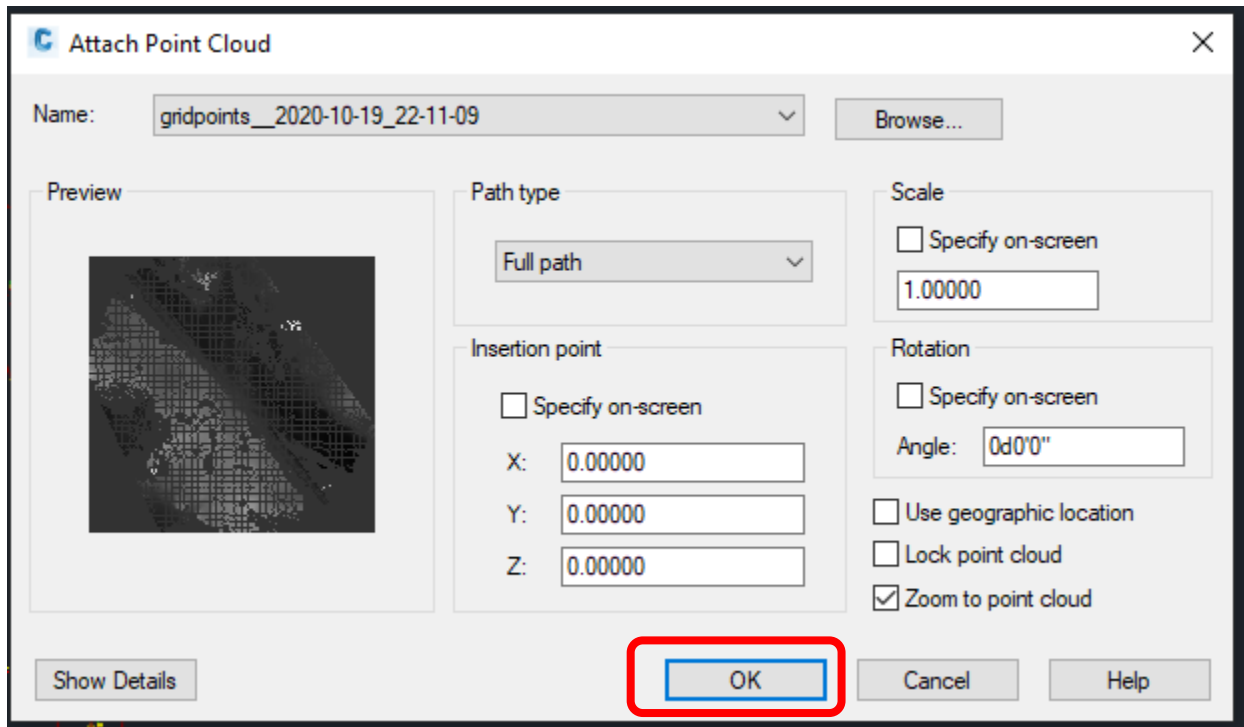 Attach Point Cloud
Name: gridpoints__2020-10-19_22-11-09 Browse...
Preview
Path type
Full path
Scale
Specify on-screen
1.00000
Insertion point
Specify on-screen
X: 0.00000
Y: 0.00000
Z: 0.00000
Rotation
Specify on-screen
Angle: 0d0'0"
Use geographic location
Lock point cloud
Zoom to point cloud
Show Details OK Cancel Help